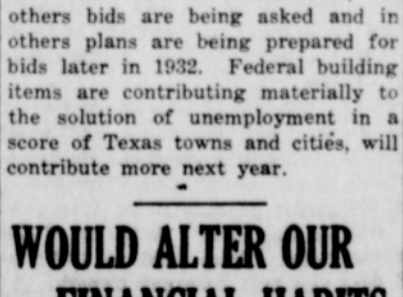 others bids are being asked and in
others plans are being prepared for
bids later in 1932. Federal building
items are contributing materially to
the solution of unemployment in a
score of Texas towns and cities, will
contribute more next year.
WOULD ALTER OUR
FINANCIAL HABITS